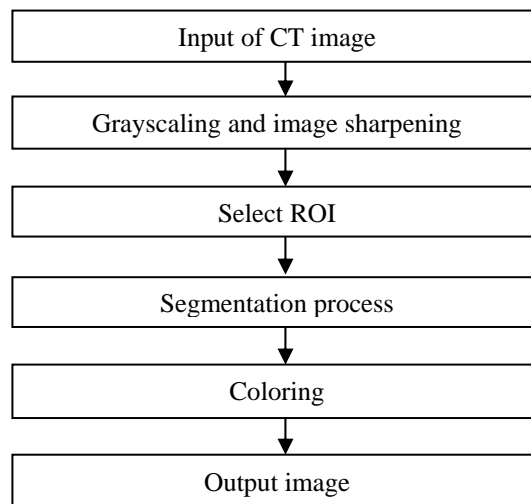 Input of CT image
Grayscaling and image sharpening
Select ROI
Segmentation process
Coloring
Output image